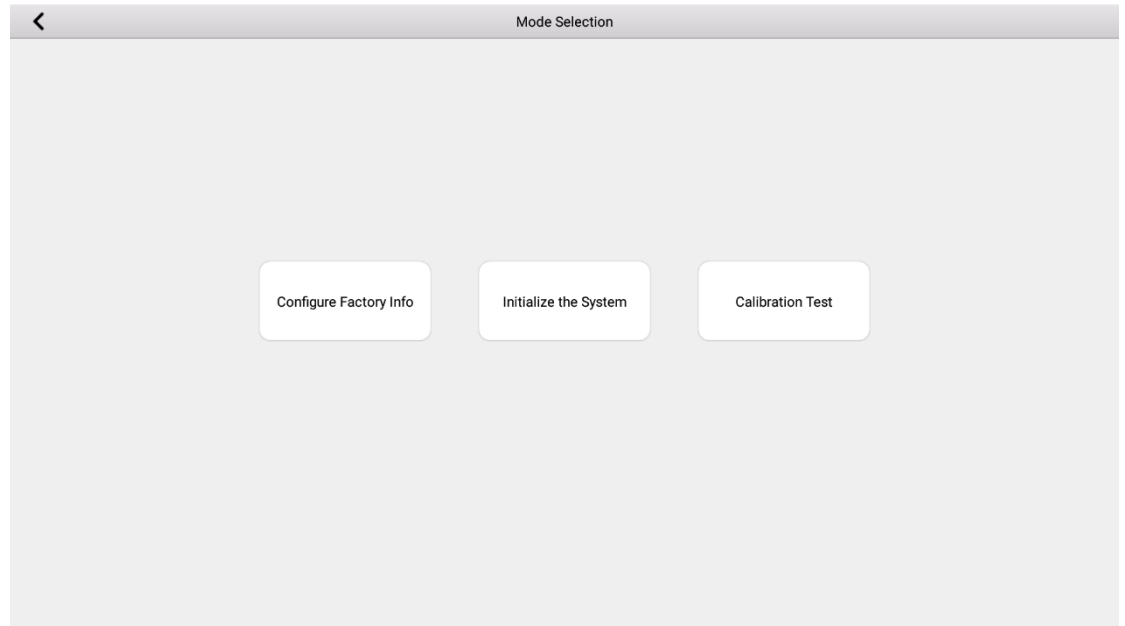 Mode Selection
Configure Factory Info
Initialize the System
Calibration Test